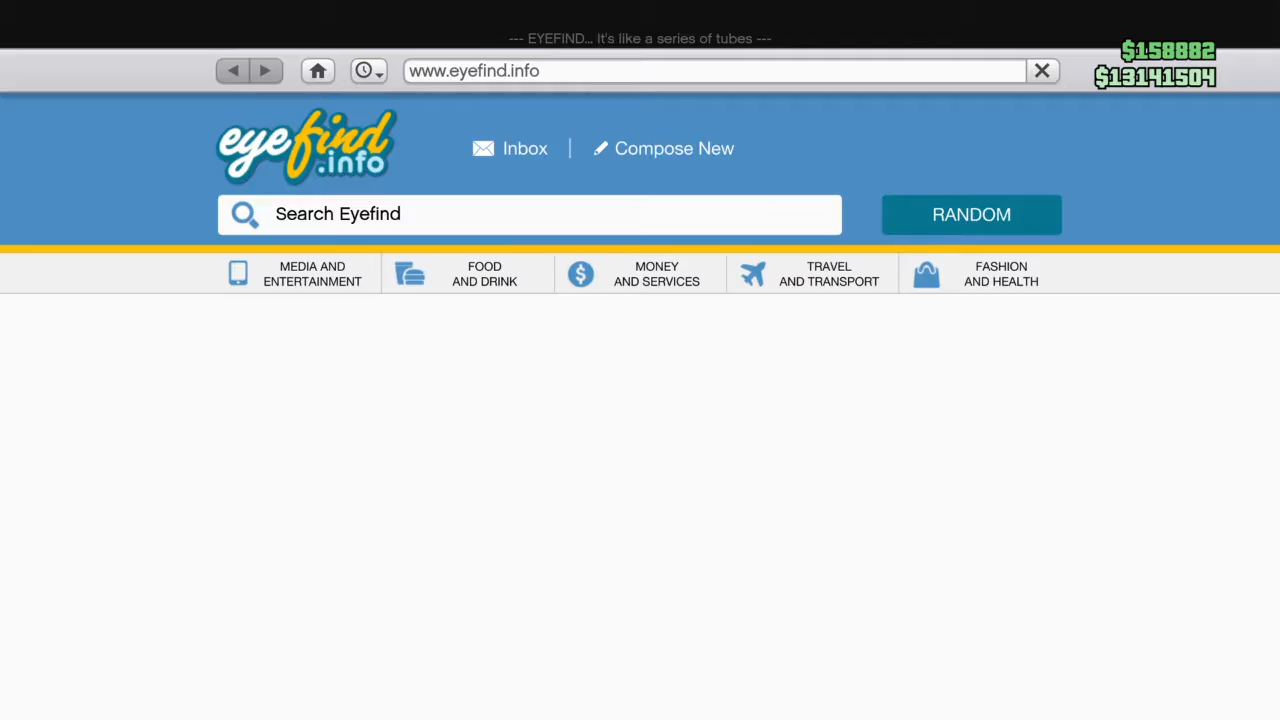 --- EYEFIND... It's like a series of tubes ---
$158882
www.eyefind.info
$13141504
eyefind
.info
Inbox
Compose New
Search Eyefind
RANDOM
MEDIA AND
ENTERTAINMENT
FOOD
AND DRINK
MONEY
AND SERVICES
TRAVEL
AND TRANSPORT
FASHION
AND HEALTH